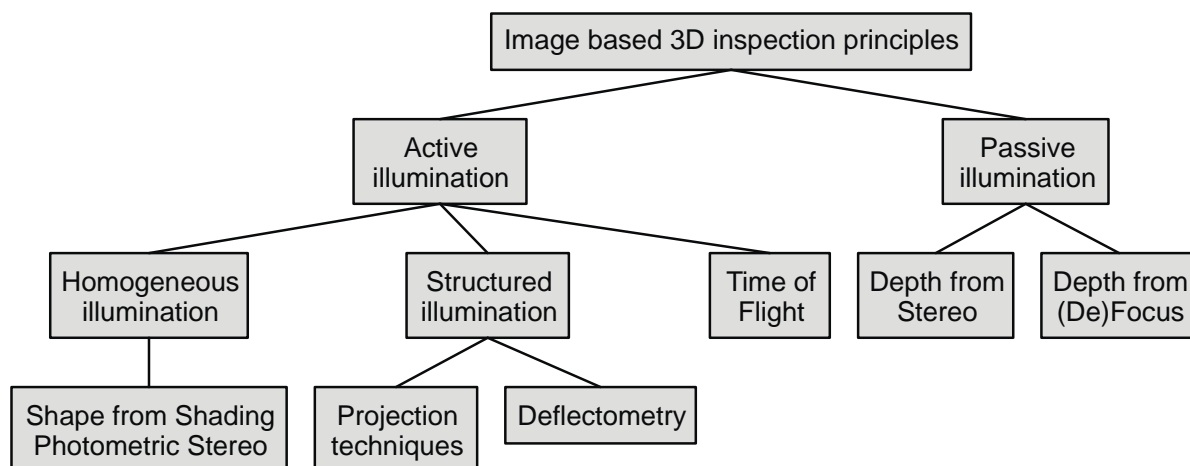 Image based 3D inspection principles
Active
illumination
Passive
illumination
Homogeneous
illumination
Structured
illumination
Time of
Flight
Depth from
Stereo
Depth from
(De)Focus
Shape from Shading
Photometric Stereo
Projection
techniques
Deflectometry